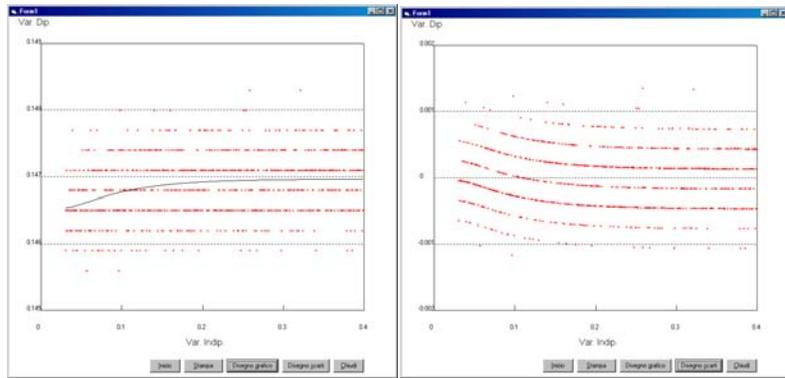 Form1
Var. Dip
0.148
0.147
0.146
0.145
0 0.1 0.2 0.3 0.4
Var. Indip.
Inizio Stampa Disegno grafico Disegno scarti Chiudi
Form1
Var. Dip
0.002
0.001
0
-0.001
-0.002
0 0.1 0.2 0.3 0.4
Var. Indip.
Inizio Stampa Disegno grafico Disegno scarti Chiudi